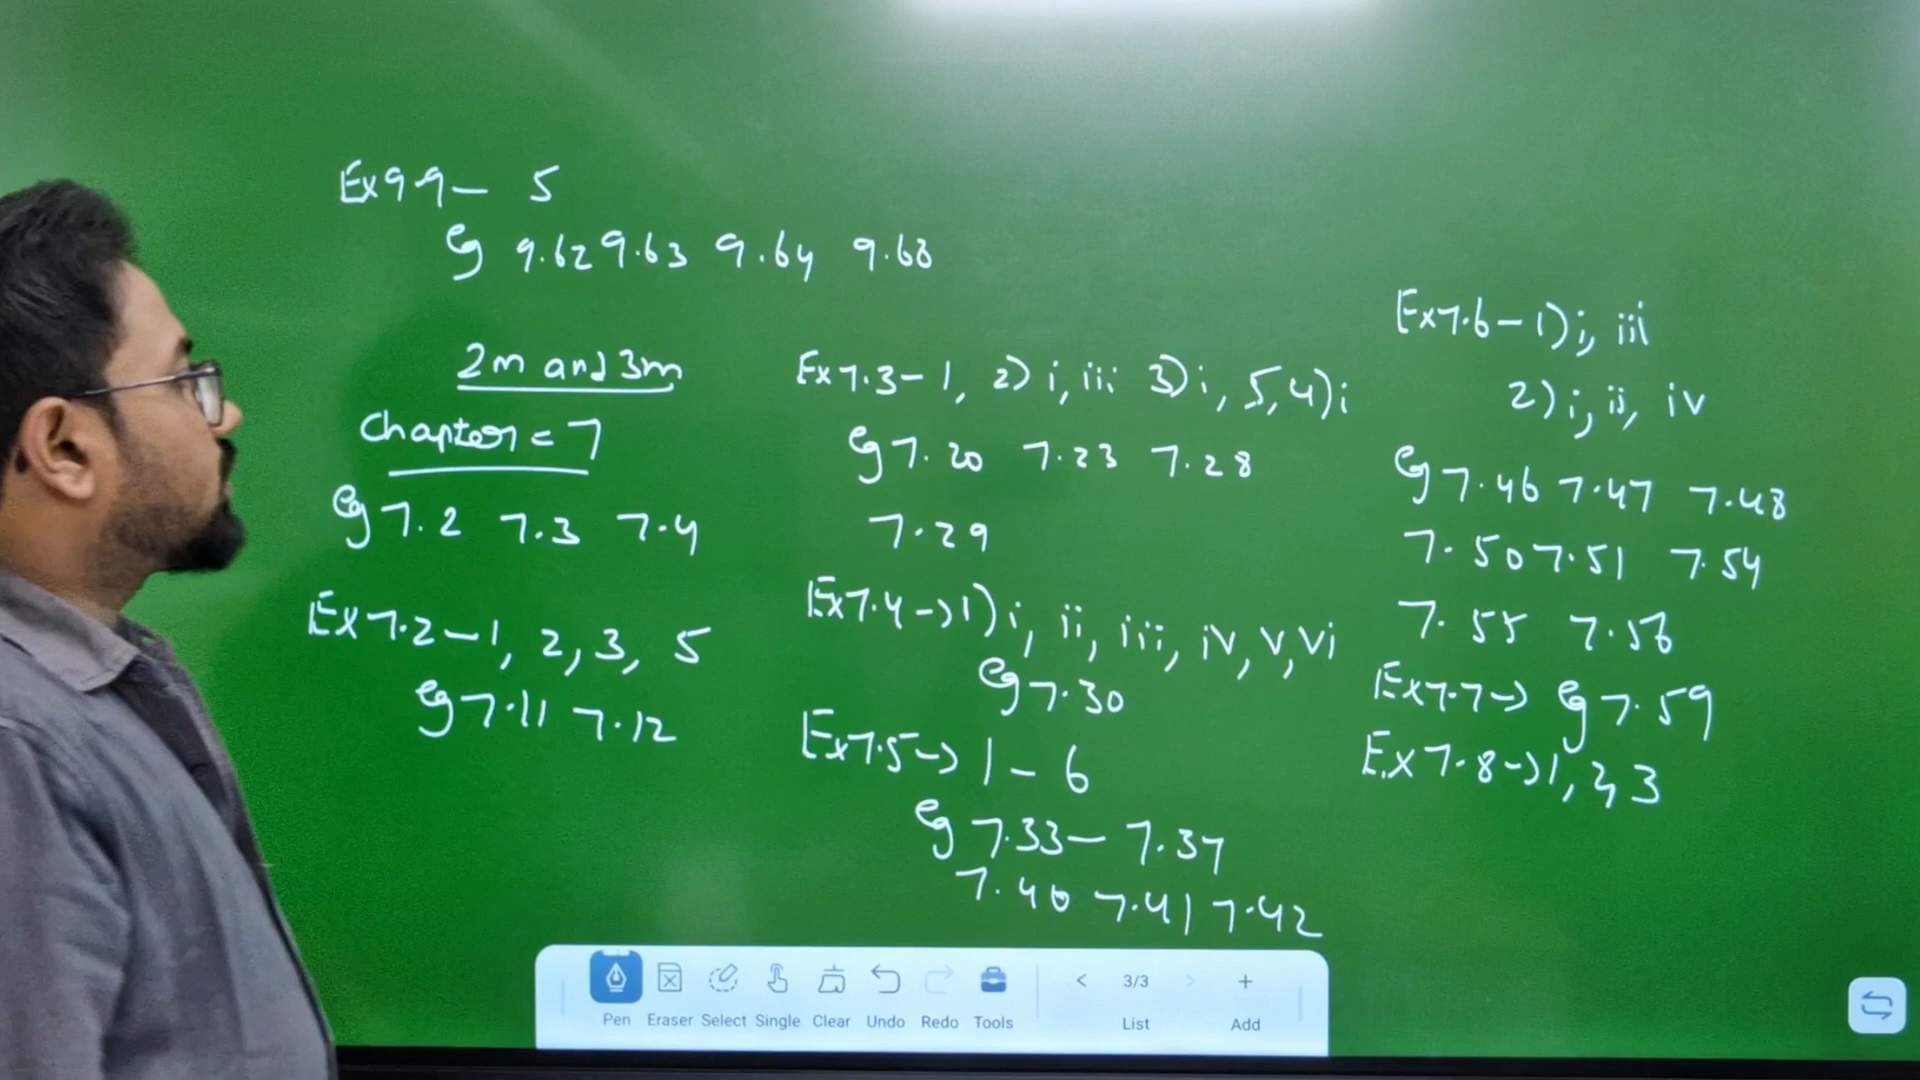 Ex 9.9 – 5
eg 9.62 9.63 9.64 9.68
2m and 3m
Chapter = 7
eg 7.2 7.3 7.4
Ex 7.2 – 1, 2, 3, 5
eg 7.11 7.12
Ex 7.3 – 1, 2) i, iii 3) i, 5, 4) i
eg 7.20 7.23 7.28
7.29
Ex 7.4 → 1) i, ii, iii, iv, v, vi
eg 7.30
Ex 7.5 → 1 – 6
eg 7.33 – 7.37
7.40 7.41 7.42
Ex 7.6 – 1) i, iii
2) i, ii, iv
eg 7.46 7.47 7.48
7.50 7.51 7.54
7.55 7.56
Ex 7.7 → eg 7.59
Ex 7.8 → 1, 2, 3
Pen Eraser Select Single Clear Undo Redo Tools < 3/3 > List + Add